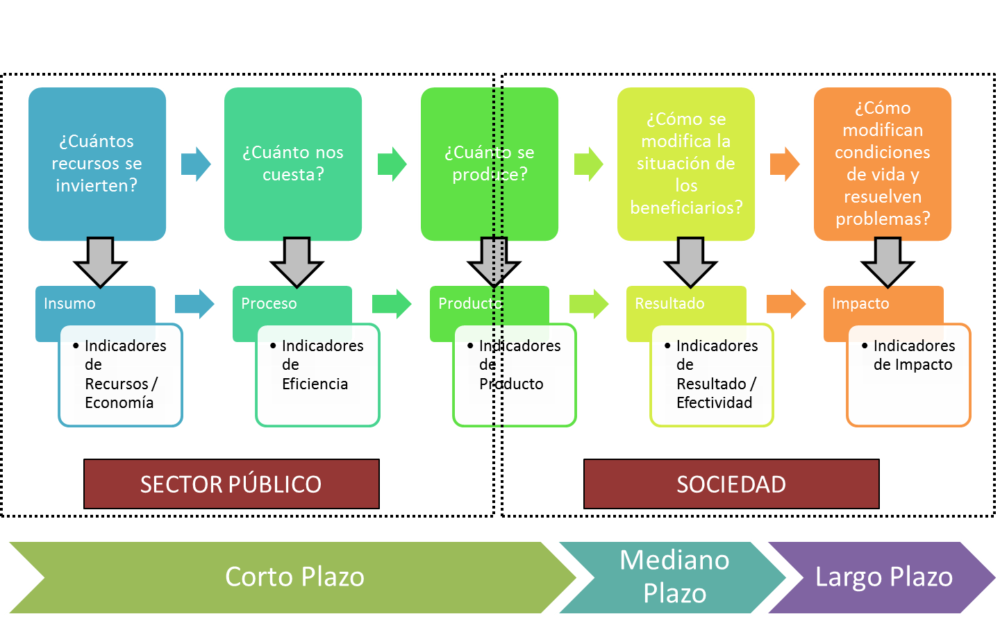 ¿Cuántos
recursos se
invierten?
¿Cuánto nos
cuesta?
¿Cuánto se
produce?
¿Cómo se
modifica la
situación de
los
beneficiarios?
¿Cómo
modifican
condiciones
de vida y
resuelven
problemas?
Insumo
• Indicadores
de
Recursos /
Economía
Proceso
• Indicadores
de
Eficiencia
Producto
• Indicadores
de
Producto
Resultado
• Indicadores
de
Resultado /
Efectividad
Impacto
• Indicadores
de Impacto
SECTOR PÚBLICO
SOCIEDAD
Corto Plazo
Mediano
Plazo
Largo Plazo